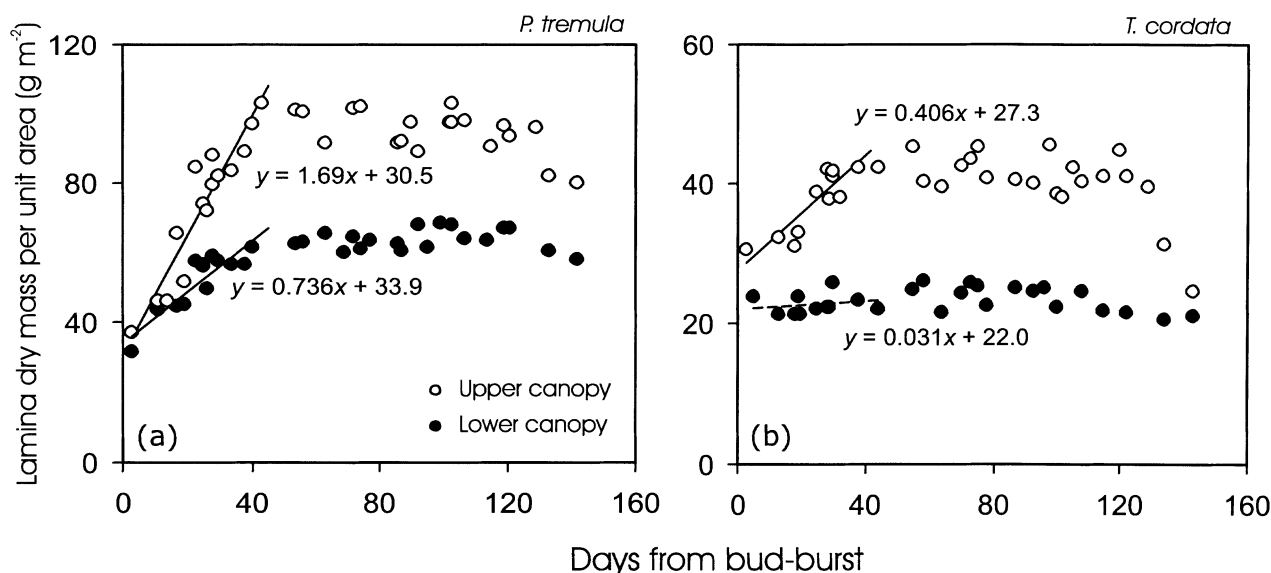 P. tremula
T. cordata
Lamina dry mass per unit area (g m⁻²)
120
80
40
0
y = 1.69x + 30.5
y = 0.736x + 33.9
Upper canopy
Lower canopy
(a)
0 40 80 120 160
60
40
20
0
y = 0.406x + 27.3
y = 0.031x + 22.0
(b)
0 40 80 120 160
Days from bud-burst